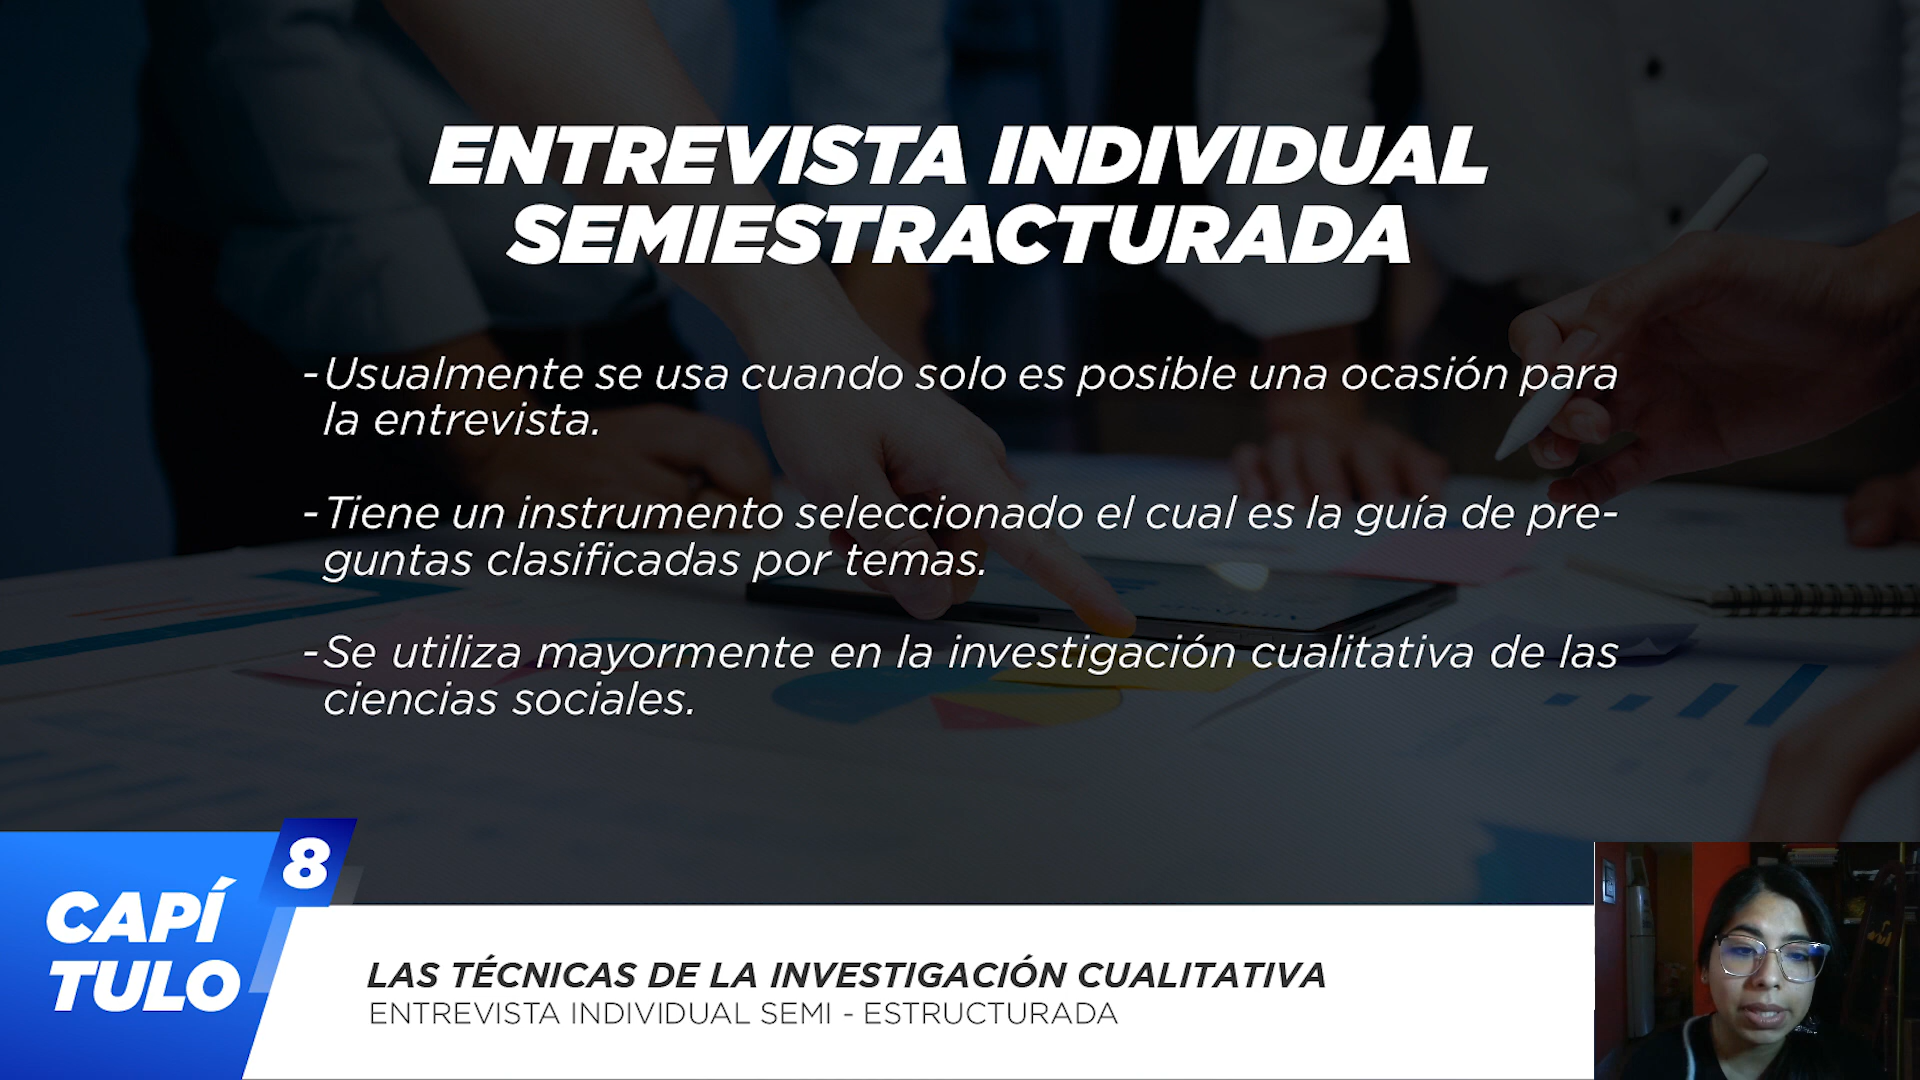 ENTREVISTA INDIVIDUAL
SEMIESTRACTURADA
-Usualmente se usa cuando solo es posible una ocasión para
la entrevista.
-Tiene un instrumento seleccionado el cual es la guía de pre-
guntas clasificadas por temas.
-Se utiliza mayormente en la investigación cualitativa de las
ciencias sociales.
8
CAPÍ
TULO
LAS TÉCNICAS DE LA INVESTIGACIÓN CUALITATIVA
ENTREVISTA INDIVIDUAL SEMI - ESTRUCTURADA